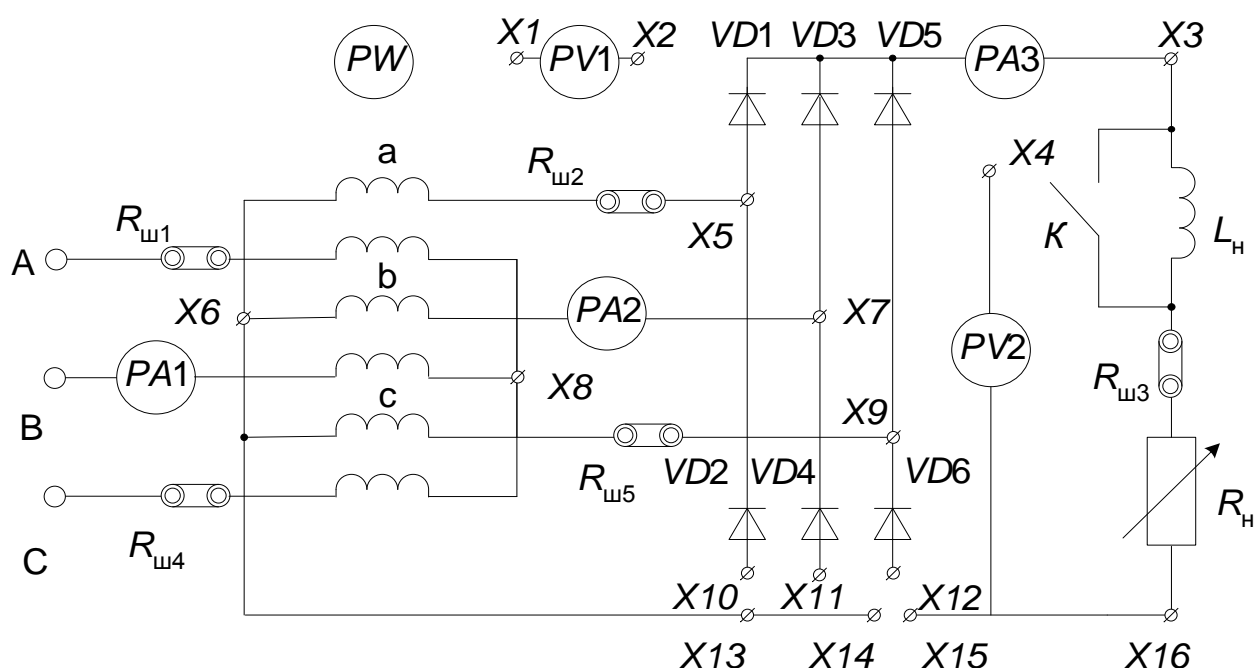 X1 X2 VD1 VD3 VD5 X3
PW PV1 PA3
a Rш2 X4
Rш1 X5 К Lн
A
b
X6 PA2 X7
PA1 PV2
X8 Rш3
B c X9
Rш5 VD2 VD4 VD6
C Rш4 Rн
X10 X11 X12
X13 X14 X15 X16